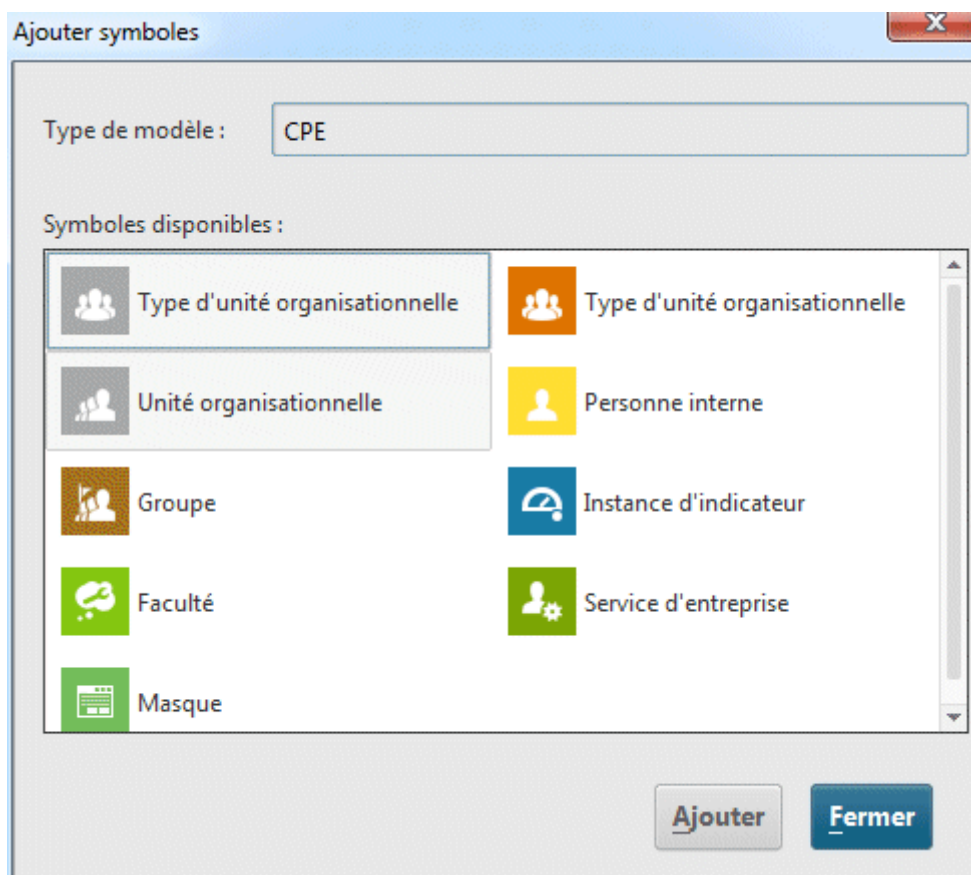 Ajouter symboles
Type de modèle : CPE
Symboles disponibles :
Type d'unité organisationnelle Type d'unité organisationnelle
Unité organisationnelle Personne interne
Groupe Instance d'indicateur
Faculté Service d'entreprise
Masque
Ajouter Fermer